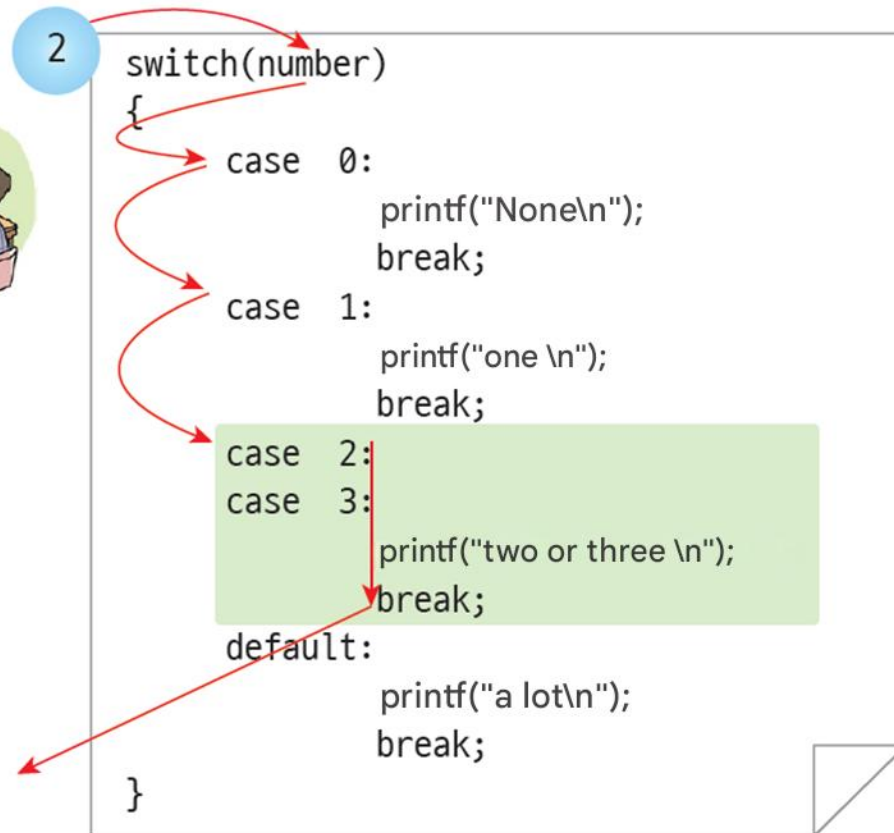 2
switch(number)
{
case 0:
printf("None\n");
break;
case 1:
printf("one \n");
break;
case 2:
case 3:
printf("two or three \n");
break;
default:
printf("a lot\n");
break;
}